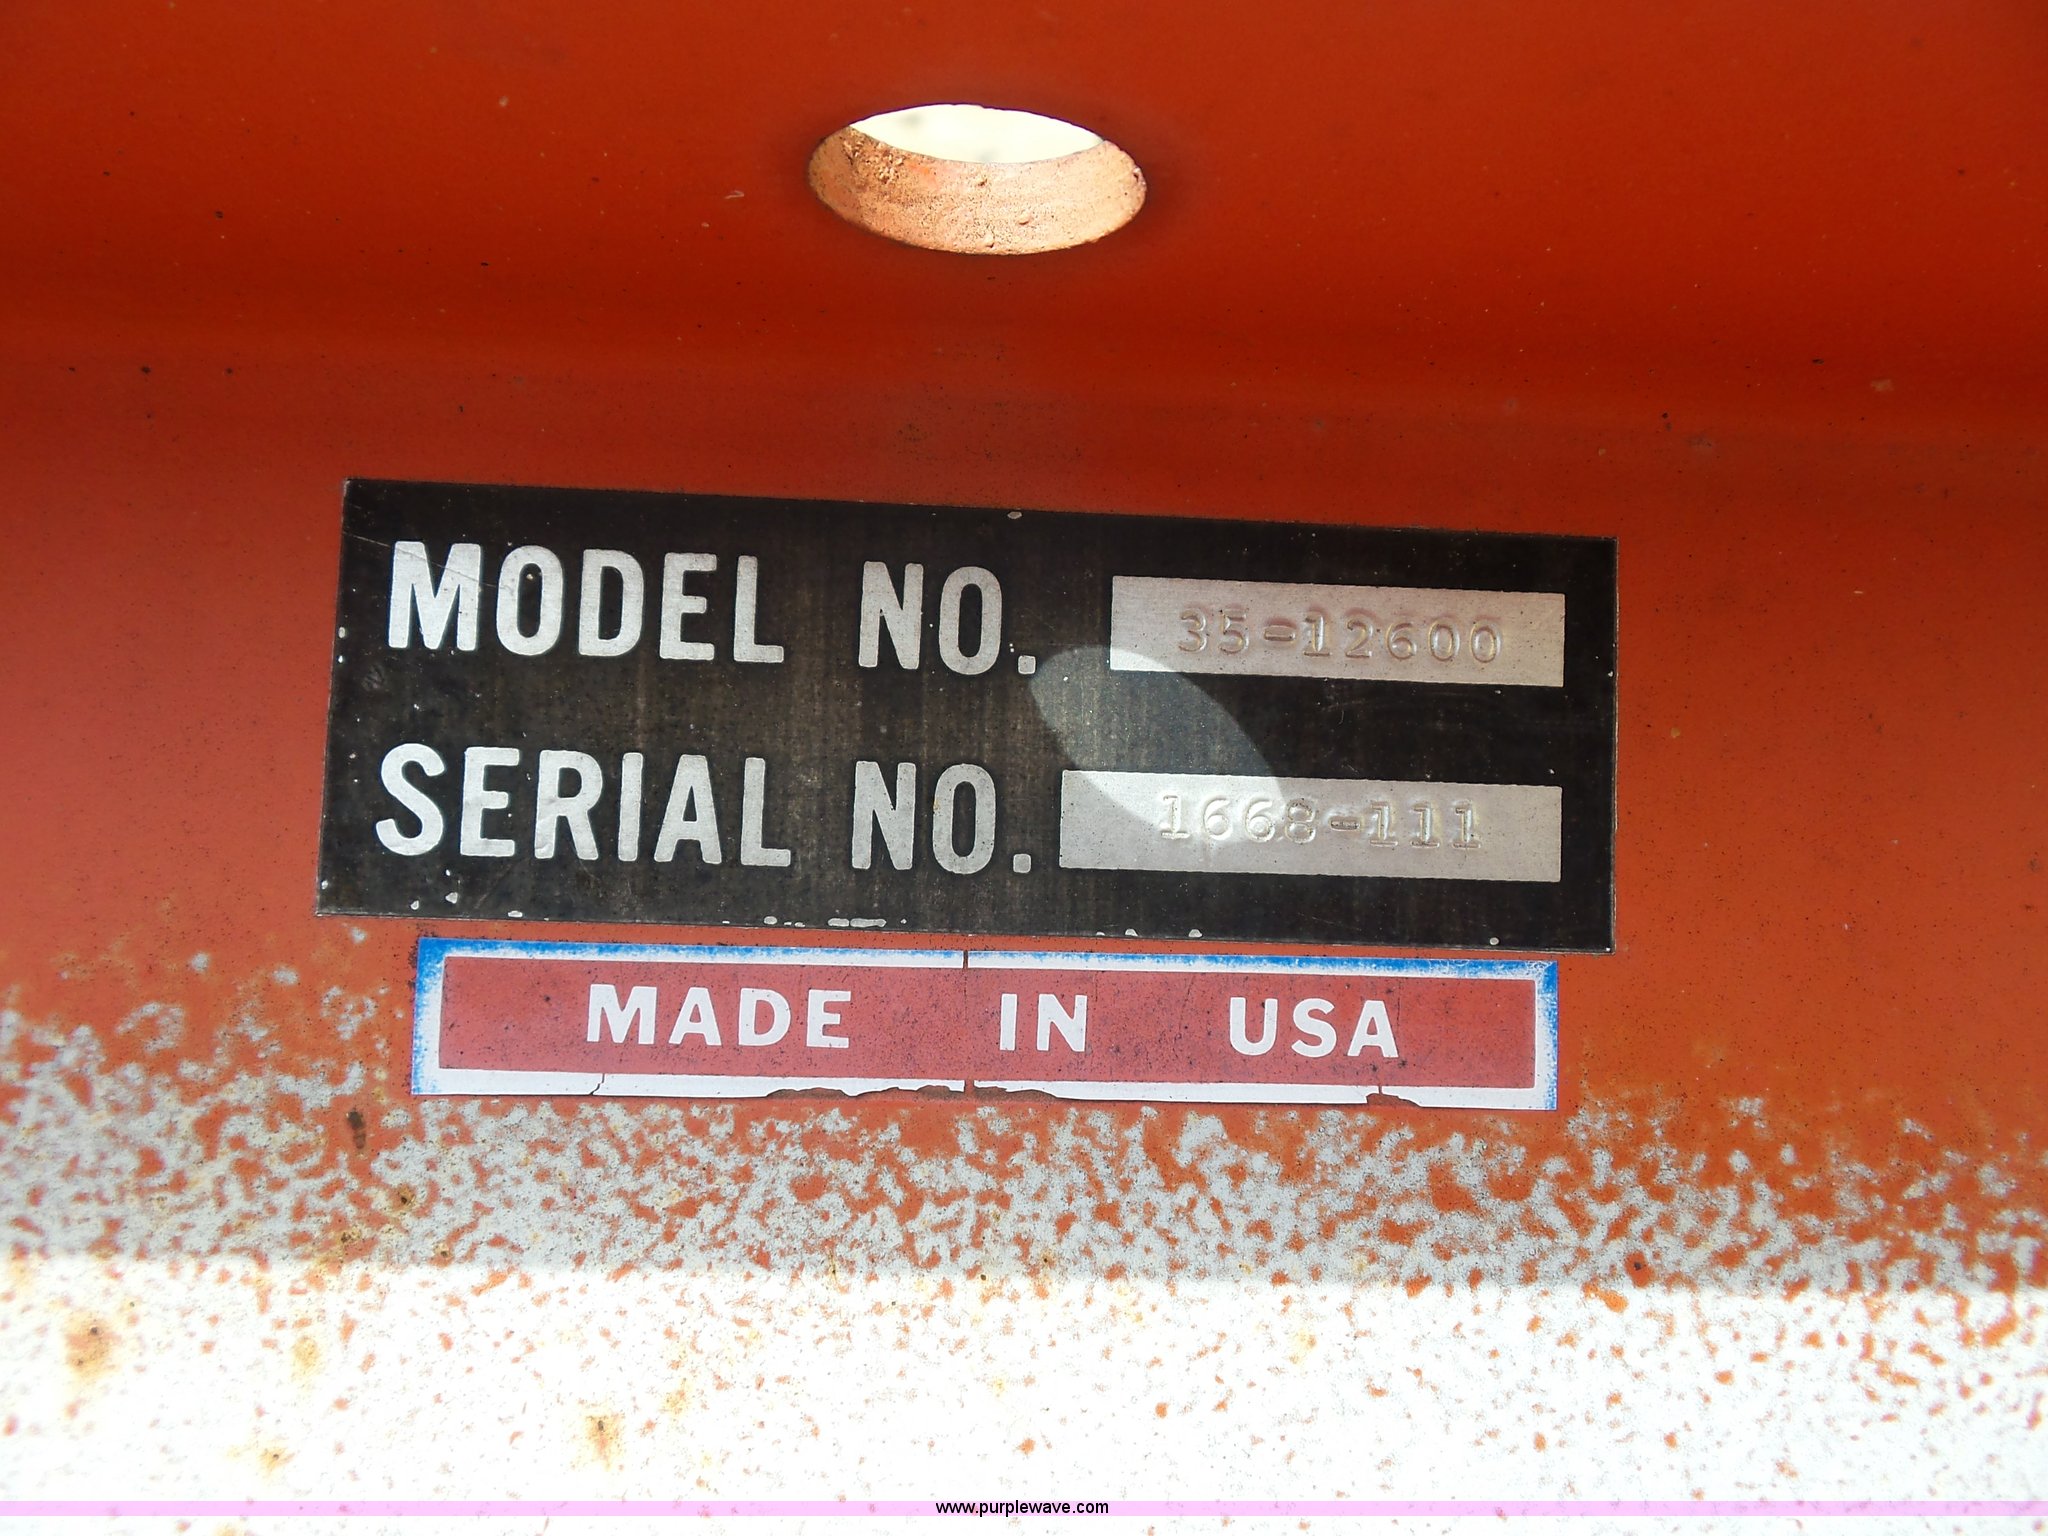 MODEL NO. 35-12600
SERIAL NO. 1668-111
MADE IN USA
www.purplewave.com